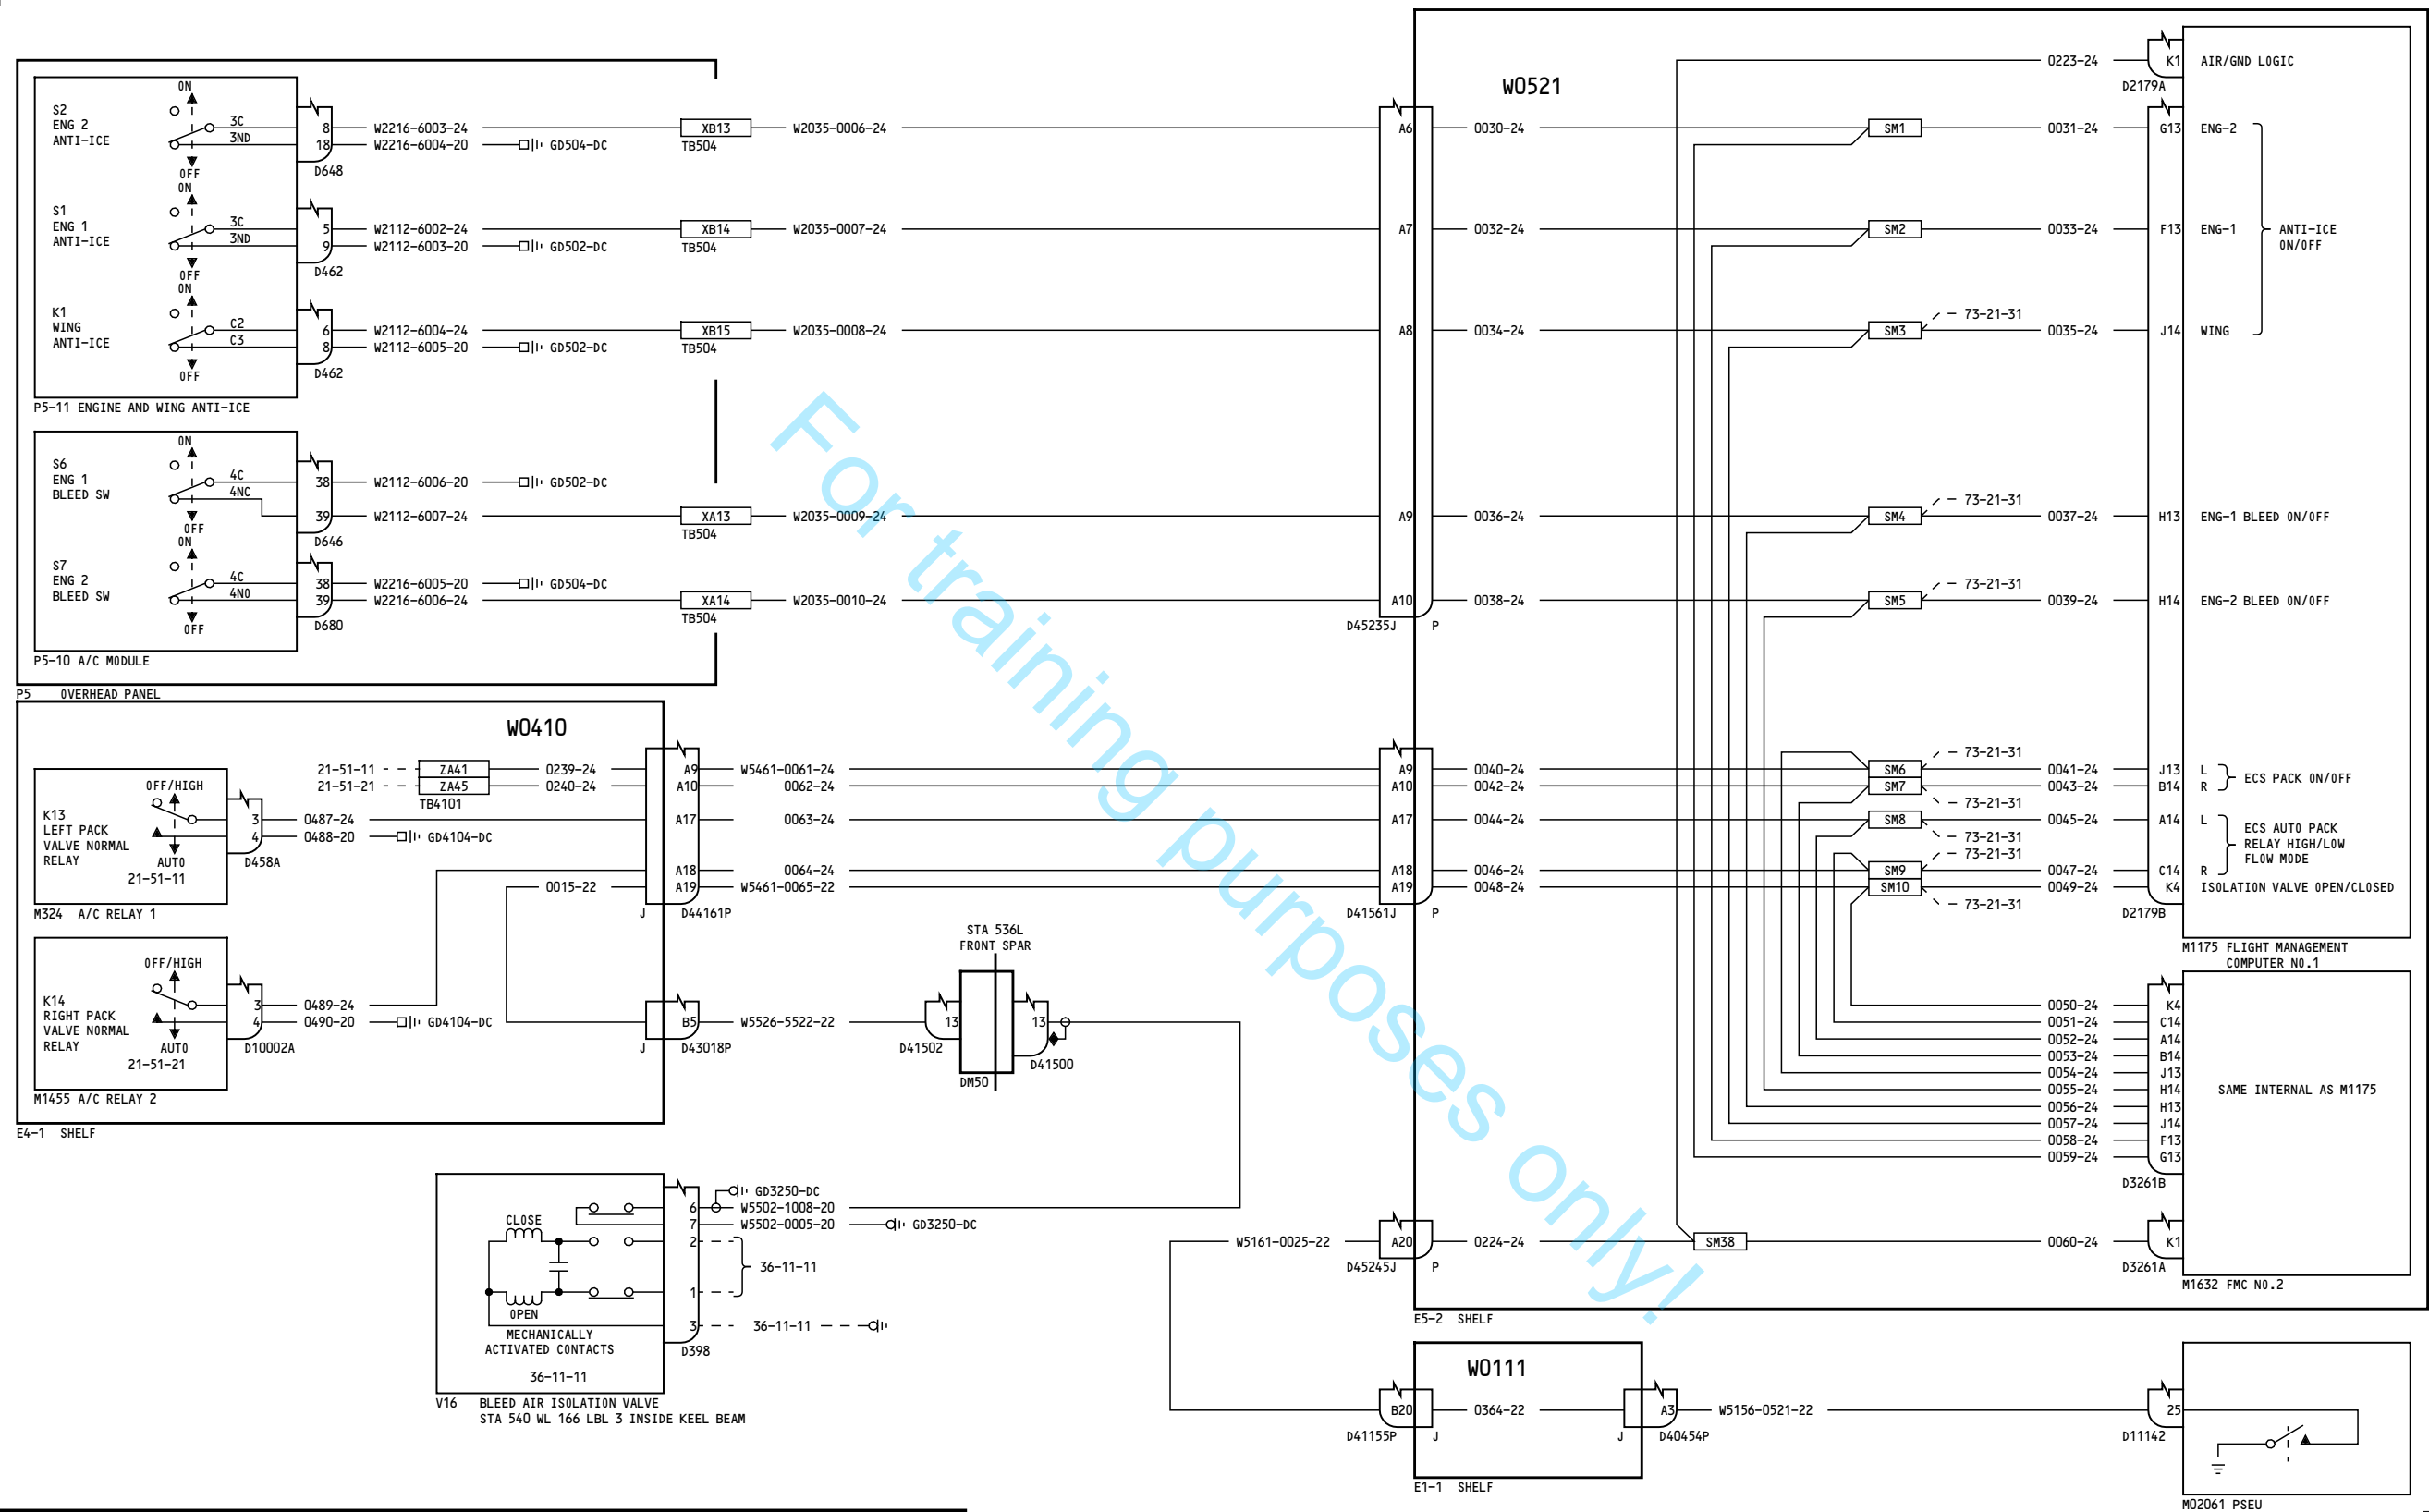 W0521
0223-24
K1
AIR/GND LOGIC
D2179A
ON
S2
ENG 2
ANTI-ICE
3C
3ND
OFF
8
18
D648
W2216-6003-24
W2216-6004-20
GD504-DC
XB13
TB504
W2035-0006-24
A6
0030-24
SM1
0031-24
G13
ENG-2
ON
S1
ENG 1
ANTI-ICE
3C
3ND
OFF
5
9
D462
W2112-6002-24
W2112-6003-20
GD502-DC
XB14
TB504
W2035-0007-24
A7
0032-24
SM2
0033-24
F13
ENG-1
ANTI-ICE
ON/OFF
ON
K1
WING
ANTI-ICE
C2
C3
OFF
6
8
D462
W2112-6004-24
W2112-6005-20
GD502-DC
XB15
TB504
W2035-0008-24
A8
0034-24
SM3
73-21-31
0035-24
J14
WING
P5-11 ENGINE AND WING ANTI-ICE
ON
S6
ENG 1
BLEED SW
4C
4NC
OFF
38
39
D646
W2112-6006-20
GD502-DC
W2112-6007-24
XA13
TB504
W2035-0009-24
A9
0036-24
SM4
73-21-31
0037-24
H13
ENG-1 BLEED ON/OFF
ON
S7
ENG 2
BLEED SW
4C
4NO
OFF
38
39
D680
W2216-6005-20
GD504-DC
W2216-6006-24
XA14
TB504
W2035-0010-24
A10
D45235J
P
0038-24
SM5
73-21-31
0039-24
H14
ENG-2 BLEED ON/OFF
P5-10 A/C MODULE
P5 OVERHEAD PANEL
W0410
21-51-11
ZA41
0239-24
A9
W5461-0061-24
A9
0040-24
SM6
73-21-31
0041-24
J13
L
21-51-21
ZA45
TB4101
0240-24
A10
0062-24
A10
0042-24
SM7
73-21-31
0043-24
B14
R
ECS PACK ON/OFF
OFF/HIGH
K13
LEFT PACK
VALVE NORMAL
RELAY
AUTO
21-51-11
3
4
D458A
0487-24
0488-20
GD4104-DC
A17
0063-24
A17
0044-24
SM8
73-21-31
0045-24
A14
L
ECS AUTO PACK
RELAY HIGH/LOW
FLOW MODE
A18
0064-24
A18
0046-24
SM9
73-21-31
0047-24
C14
R
0015-22
A19
W5461-0065-22
A19
0048-24
SM10
73-21-31
0049-24
K4
ISOLATION VALVE OPEN/CLOSED
M324 A/C RELAY 1
J
D44161P
D41561J
P
D2179B
M1175 FLIGHT MANAGEMENT
COMPUTER NO.1
OFF/HIGH
K14
RIGHT PACK
VALVE NORMAL
RELAY
AUTO
21-51-21
3
4
D10002A
0489-24
0490-20
GD4104-DC
J
B5
D43018P
W5526-5522-22
STA 536L
FRONT SPAR
13
D41502
13
D41500
DM50
M1455 A/C RELAY 2
E4-1 SHELF
0050-24
K4
0051-24
C14
0052-24
A14
0053-24
B14
0054-24
J13
0055-24
H14
0056-24
H13
0057-24
J14
0058-24
F13
0059-24
G13
D3261B
SAME INTERNAL AS M1175
CLOSE
OPEN
MECHANICALLY
ACTIVATED CONTACTS
36-11-11
6
7
2
1
3
D398
GD3250-DC
W5502-1008-20
W5502-0005-20
GD3250-DC
36-11-11
36-11-11
V16 BLEED AIR ISOLATION VALVE
STA 540 WL 166 LBL 3 INSIDE KEEL BEAM
W5161-0025-22
A20
D45245J
P
0224-24
SM38
0060-24
K1
D3261A
M1632 FMC NO.2
E5-2 SHELF
W0111
B20
D41155P
J
0364-22
J
A3
D40454P
W5156-0521-22
25
D11142
E1-1 SHELF
M02061 PSEU
For training purposes only!